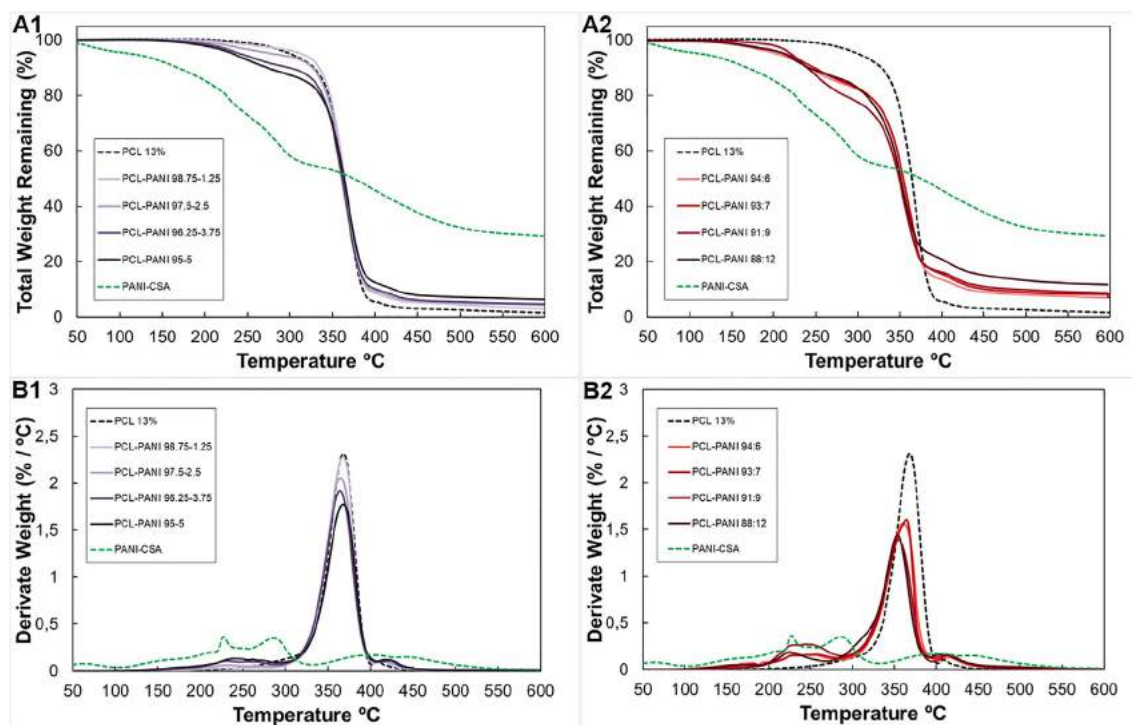 A1
Total Weight Remaining (%)
100
80
60
40
20
0
PCL 13%
PCL-PANI 98.75-1.25
PCL-PANI 97.5-2.5
PCL-PANI 96.25-3.75
PCL-PANI 95-5
PANI-CSA
50 100 150 200 250 300 350 400 450 500 550 600
Temperature ºC
A2
Total Weight Remaining (%)
100
80
60
40
20
0
PCL 13%
PCL-PANI 94:6
PCL-PANI 93:7
PCL-PANI 91:9
PCL-PANI 88:12
PANI-CSA
50 100 150 200 250 300 350 400 450 500 550 600
Temperature ºC
B1
Derivate Weight (% / ºC)
3
2,5
2
1,5
1
0,5
0
PCL 13%
PCL-PANI 98.75-1.25
PCL-PANI 97.5-2.5
PCL-PANI 96.25-3.75
PCL-PANI 95-5
PANI-CSA
50 100 150 200 250 300 350 400 450 500 550 600
Temperature ºC
B2
Derivate Weight (% / ºC)
3
2,5
2
1,5
1
0,5
0
PCL 13%
PCL-PANI 94:6
PCL-PANI 93:7
PCL-PANI 91:9
PCL-PANI 88:12
PANI-CSA
50 100 150 200 250 300 350 400 450 500 550 600
Temperature ºC